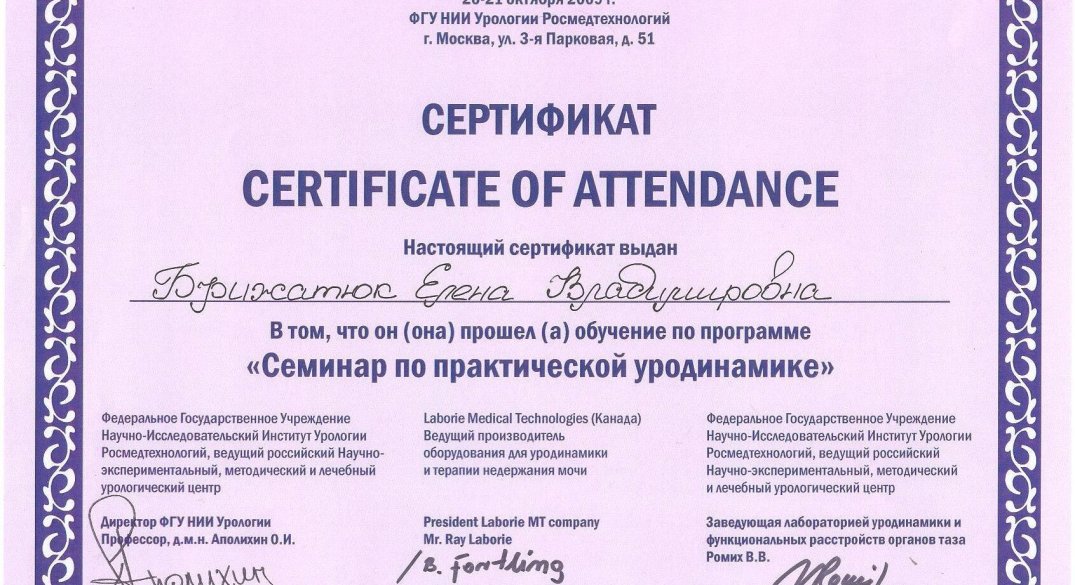 20-21 октября 2009 г.
ФГУ НИИ Урологии Росмедтехнологий
г. Москва, ул. 3-я Парковая, д. 51
СЕРТИФИКАТ
CERTIFICATE OF ATTENDANCE
Настоящий сертификат выдан
Брижатюк Елена Владимировна
В том, что он (она) прошел (а) обучение по программе
«Семинар по практической уродинамике»
Федеральное Государственное Учреждение
Научно-Исследовательский Институт Урологии
Росмедтехнологий, ведущий российский Научно-
экспериментальный, методический и лечебный
урологический центр
Директор ФГУ НИИ Урологии
Профессор, д.м.н. Аполихин О.И.
Аполихин
Laborie Medical Technologies (Канада)
Ведущий производитель
оборудования для уродинамики
и терапии недержания мочи
President Laborie MT company
Mr. Ray Laborie
Федеральное Государственное Учреждение
Научно-Исследовательский Институт Урологии
Росмедтехнологий, ведущий российский
Научно-экспериментальный, методический
и лечебный урологический центр
Заведующая лабораторией уродинамики и
функциональных расстройств органов таза
Ромих В.В.